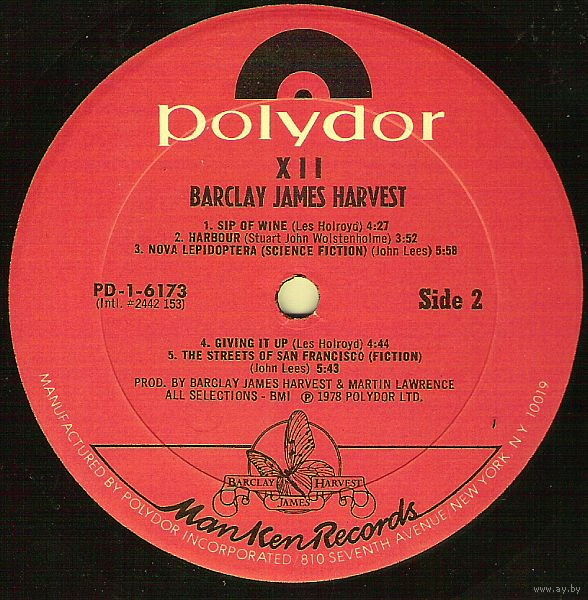 polydor
XII
BARCLAY JAMES HARVEST
1. SIP OF WINE (Les Holroyd) 4:27
2. HARBOUR (Stuart John Wolstenholme) 3:52
3. NOVA LEPIDOPTERA (SCIENCE FICTION) (John Lees) 5:58
PD-1-6173
(Intl. #2442 153)
Side 2
4. GIVING IT UP (Les Holroyd) 4:44
5. THE STREETS OF SAN FRANCISCO (FICTION)
(John Lees) 5:43
PROD. BY BARCLAY JAMES HARVEST & MARTIN LAWRENCE
ALL SELECTIONS - BMI ℗ 1978 POLYDOR LTD.
BARCLAY JAMES HARVEST
ManKen Records
MANUFACTURED BY POLYDOR INCORPORATED / 810 SEVENTH AVENUE NEW YORK, N.Y. 10019
www.ay.by